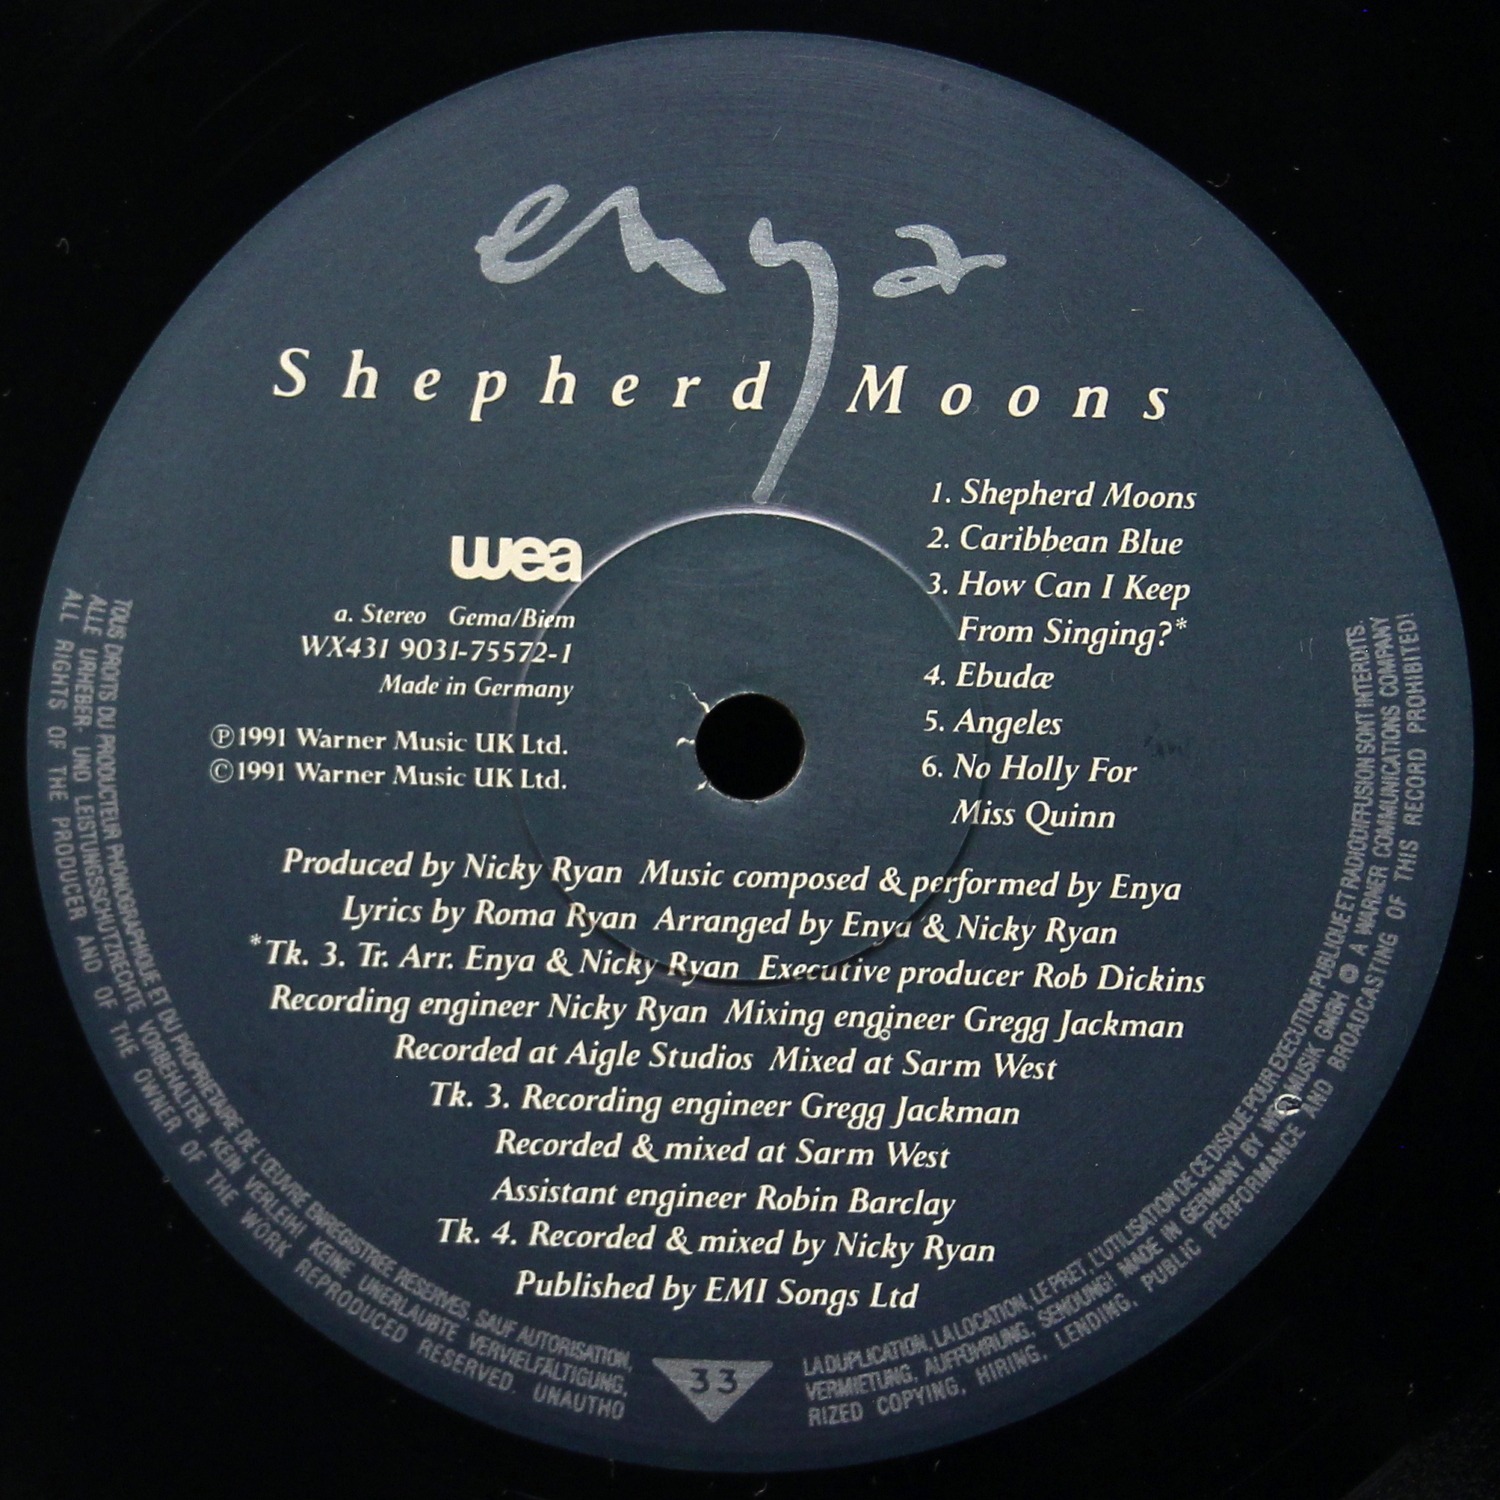 enya
Shepherd Moons
wea
a. Stereo Gema/Biem
WX431 9031-75572-1
Made in Germany
℗1991 Warner Music UK Ltd.
©1991 Warner Music UK Ltd.
1. Shepherd Moons
2. Caribbean Blue
3. How Can I Keep
From Singing?*
4. Ebudæ
5. Angeles
6. No Holly For
Miss Quinn
Produced by Nicky Ryan Music composed & performed by Enya
Lyrics by Roma Ryan Arranged by Enya & Nicky Ryan
*Tk. 3. Tr. Arr. Enya & Nicky Ryan Executive producer Rob Dickins
Recording engineer Nicky Ryan Mixing engineer Gregg Jackman
Recorded at Aigle Studios Mixed at Sarm West
Tk. 3. Recording engineer Gregg Jackman
Recorded & mixed at Sarm West
Assistant engineer Robin Barclay
Tk. 4. Recorded & mixed by Nicky Ryan
Published by EMI Songs Ltd
33
TOUS DROITS DU PRODUCTEUR PHONOGRAPHIQUE ET DU PROPRIETAIRE DE L'ŒUVRE ENREGISTREE RESERVES. SAUF AUTORISATION, LA DUPLICATION, LA LOCATION, LE PRET, L'UTILISATION DE CE DISQUE POUR EXECUTION PUBLIQUE ET RADIODIFFUSION SONT INTERDITS.
ALLE URHEBER- UND LEISTUNGSSCHUTZRECHTE VORBEHALTEN. KEIN VERLEIH! KEINE UNERLAUBTE VERVIELFÄLTIGUNG, VERMIETUNG, AUFFÜHRUNG, SENDUNG! MADE IN GERMANY BY WEA MUSIK GMBH A WARNER COMMUNICATIONS COMPANY
ALL RIGHTS OF THE PRODUCER AND OF THE OWNER OF THE WORK REPRODUCED RESERVED. UNAUTHO RIZED COPYING, HIRING, LENDING, PUBLIC PERFORMANCE AND BROADCASTING OF THIS RECORD PROHIBITED!